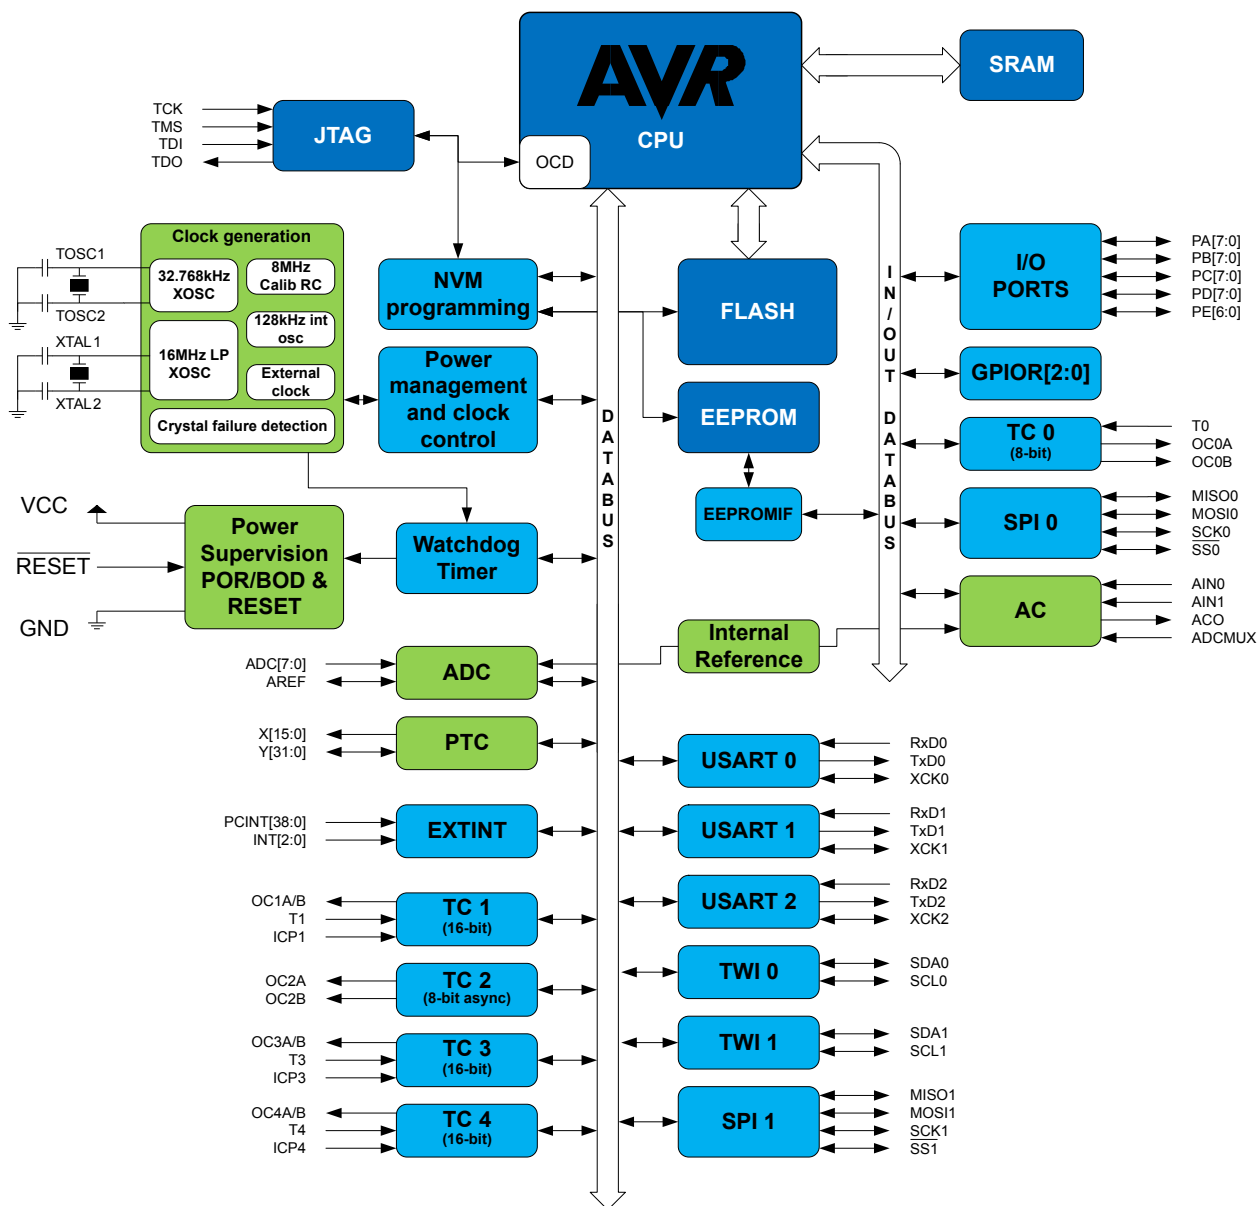 AVR
CPU
OCD
SRAM
TCK
TMS
TDI
TDO
JTAG
Clock generation
TOSC1
TOSC2
32.768kHz
XOSC
8MHz
Calib RC
128kHz int
osc
XTAL1
XTAL2
16MHz LP
XOSC
External
clock
Crystal failure detection
NVM
programming
Power
management
and clock
control
FLASH
EEPROM
EEPROMIF
DATABUS
IN/OUT DATABUS
I/O
PORTS
PA[7:0]
PB[7:0]
PC[7:0]
PD[7:0]
PE[6:0]
GPIOR[2:0]
TC 0
(8-bit)
T0
OC0A
OC0B
SPI 0
MISO0
MOSI0
SCK0
SS0
AC
AIN0
AIN1
ACO
ADCMUX
VCC
RESET
GND
Power
Supervision
POR/BOD &
RESET
Watchdog
Timer
Internal
Reference
ADC[7:0]
AREF
ADC
X[15:0]
Y[31:0]
PTC
PCINT[38:0]
INT[2:0]
EXTINT
OC1A/B
T1
ICP1
TC 1
(16-bit)
OC2A
OC2B
TC 2
(8-bit async)
OC3A/B
T3
ICP3
TC 3
(16-bit)
OC4A/B
T4
ICP4
TC 4
(16-bit)
USART 0
RxD0
TxD0
XCK0
USART 1
RxD1
TxD1
XCK1
USART 2
RxD2
TxD2
XCK2
TWI 0
SDA0
SCL0
TWI 1
SDA1
SCL1
SPI 1
MISO1
MOSI1
SCK1
SS1